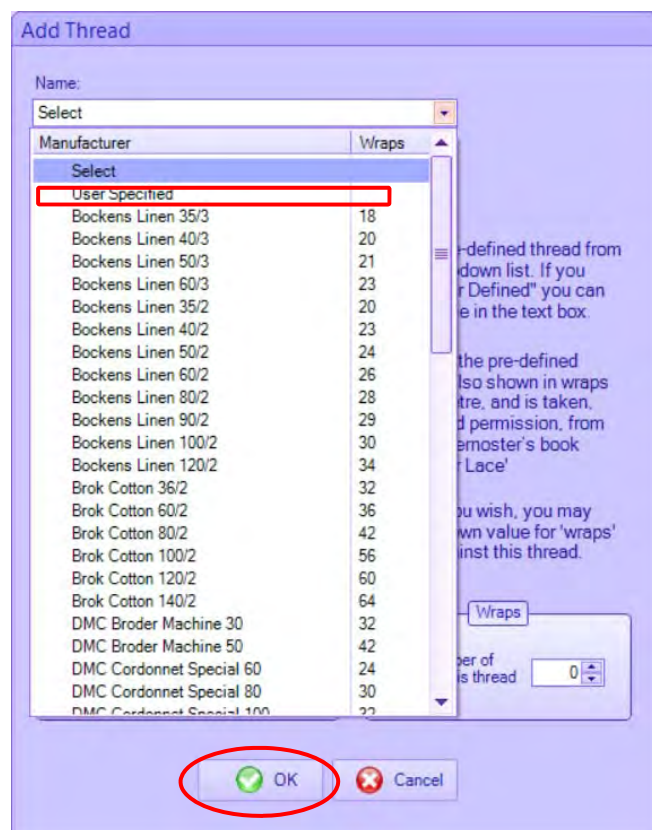 Add Thread
Name:
Select
Manufacturer Wraps
Select
User Specified
Bockens Linen 35/3 18
Bockens Linen 40/3 20
Bockens Linen 50/3 21
Bockens Linen 60/3 23
Bockens Linen 35/2 20
Bockens Linen 40/2 23
Bockens Linen 50/2 24
Bockens Linen 60/2 26
Bockens Linen 80/2 28
Bockens Linen 90/2 29
Bockens Linen 100/2 30
Bockens Linen 120/2 34
Brok Cotton 36/2 32
Brok Cotton 60/2 36
Brok Cotton 80/2 42
Brok Cotton 100/2 56
Brok Cotton 120/2 60
Brok Cotton 140/2 64
DMC Broder Machine 30 32
DMC Broder Machine 50 42
DMC Cordonnet Special 60 24
DMC Cordonnet Special 80 30
DMC Cordonnet Special 100 32
e-defined thread from
down list. If you
r Defined" you can
e in the text box.
the pre-defined
lso shown in wraps
tre, and is taken,
d permission, from
ernoster's book
r Lace'
ou wish, you may
wn value for 'wraps'
inst this thread.
Wraps
ber of
is thread 0
OK Cancel